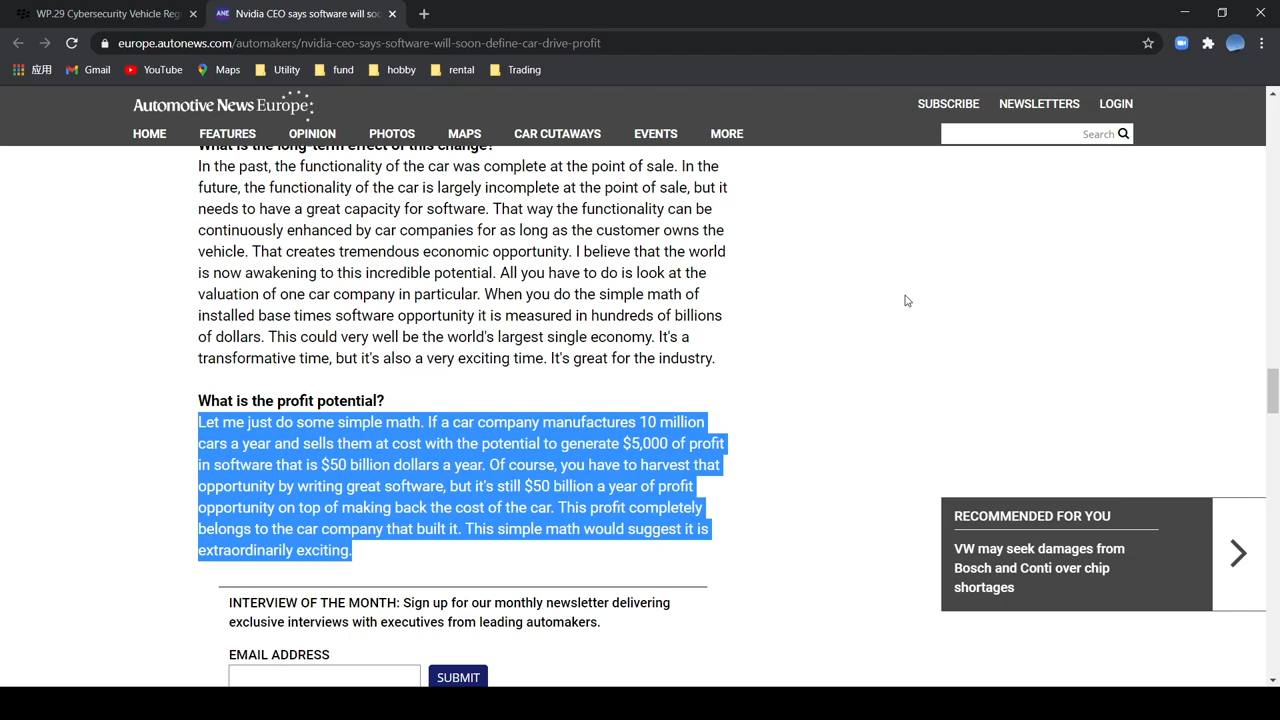 WP.29 Cybersecurity Vehicle Reg
Nvidia CEO says software will soo
europe.autonews.com/automakers/nvidia-ceo-says-software-will-soon-define-car-drive-profit
应用 Gmail YouTube Maps Utility fund hobby rental Trading
Automotive News Europe
SUBSCRIBE NEWSLETTERS LOGIN
HOME FEATURES OPINION PHOTOS MAPS CAR CUTAWAYS EVENTS MORE
Search
What is the long-term effect of this change?
In the past, the functionality of the car was complete at the point of sale. In the
future, the functionality of the car is largely incomplete at the point of sale, but it
needs to have a great capacity for software. That way the functionality can be
continuously enhanced by car companies for as long as the customer owns the
vehicle. That creates tremendous economic opportunity. I believe that the world
is now awakening to this incredible potential. All you have to do is look at the
valuation of one car company in particular. When you do the simple math of
installed base times software opportunity it is measured in hundreds of billions
of dollars. This could very well be the world's largest single economy. It's a
transformative time, but it's also a very exciting time. It's great for the industry.
What is the profit potential?
Let me just do some simple math. If a car company manufactures 10 million
cars a year and sells them at cost with the potential to generate $5,000 of profit
in software that is $50 billion dollars a year. Of course, you have to harvest that
opportunity by writing great software, but it's still $50 billion a year of profit
opportunity on top of making back the cost of the car. This profit completely
belongs to the car company that built it. This simple math would suggest it is
extraordinarily exciting.
INTERVIEW OF THE MONTH: Sign up for our monthly newsletter delivering
exclusive interviews with executives from leading automakers.
EMAIL ADDRESS
SUBMIT
RECOMMENDED FOR YOU
VW may seek damages from
Bosch and Conti over chip
shortages
ANE